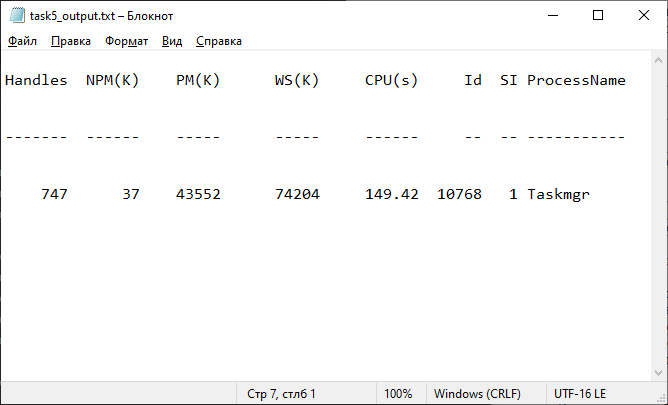 task5_output.txt – Блокнот
Файл Правка Формат Вид Справка
Handles  NPM(K)    PM(K)      WS(K)     CPU(s)     Id  SI ProcessName
-------  ------    -----      -----     ------     --  -- -----------
    747      37    43552      74204     149.42  10768   1 Taskmgr
Стр 7, стлб 1 100% Windows (CRLF) UTF-16 LE